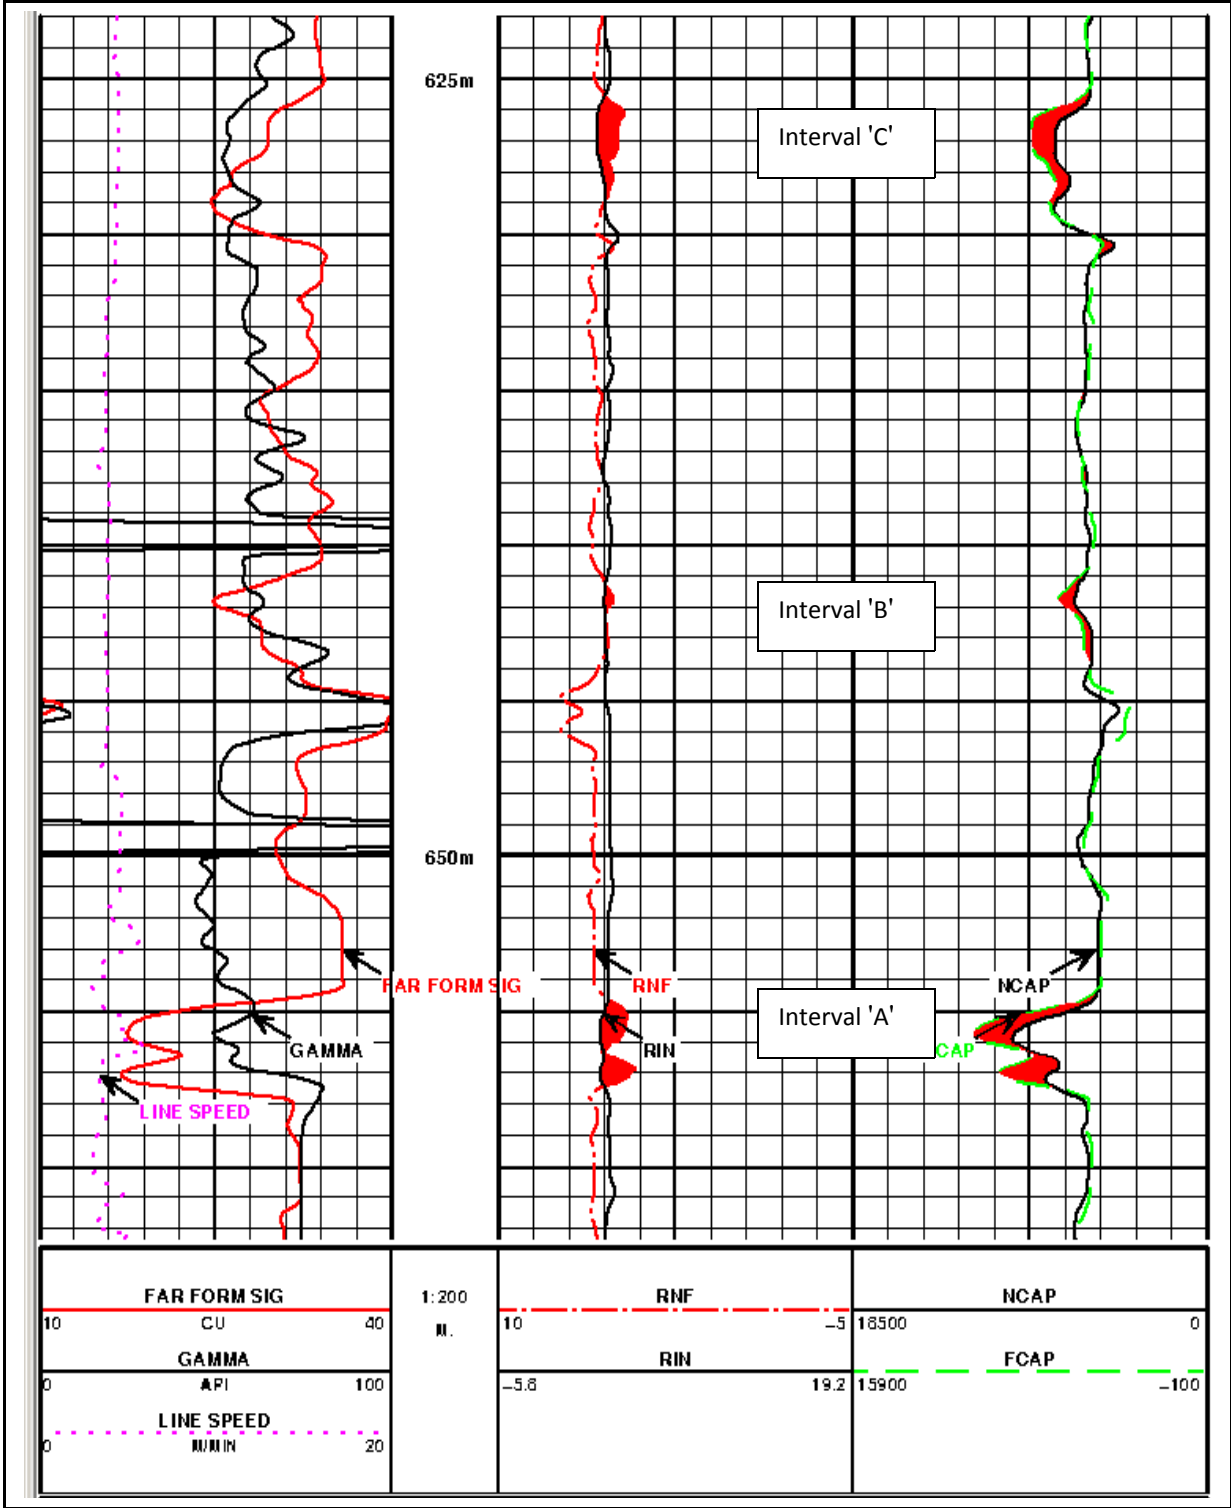 625m
Interval 'C'
Interval 'B'
650m
FAR FORM SIG
RNF
NCAP
Interval 'A'
GAMMA
RIN
CAP
LINE SPEED
FAR FORM SIG
10 CU 40
GAMMA
0 API 100
LINE SPEED
0 M/MIN 20
1:200
M.
RNF
10 -5
RIN
-5.8 19.2
NCAP
18500 0
FCAP
15900 -100